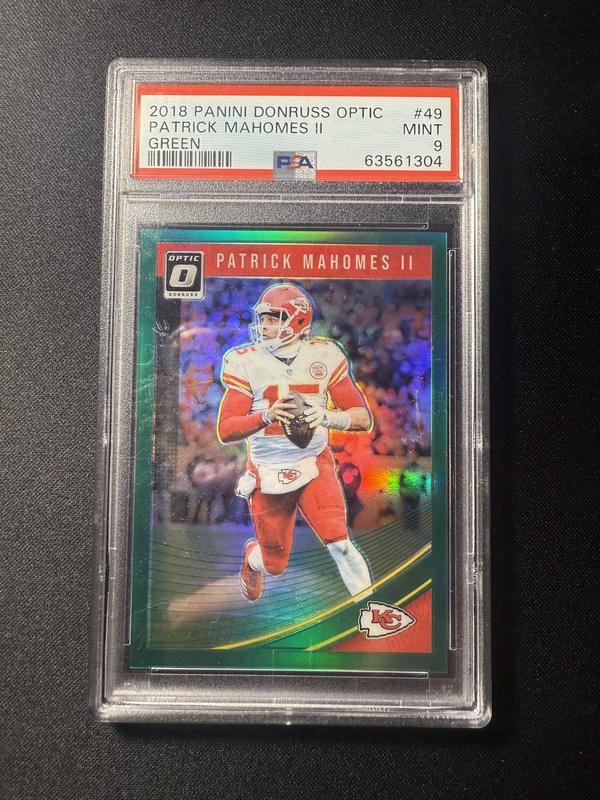 2018 PANINI DONRUSS OPTIC #49
PATRICK MAHOMES II MINT
GREEN 9
PSA 63561304
OPTIC
DONRUSS
PATRICK MAHOMES II
15
KC